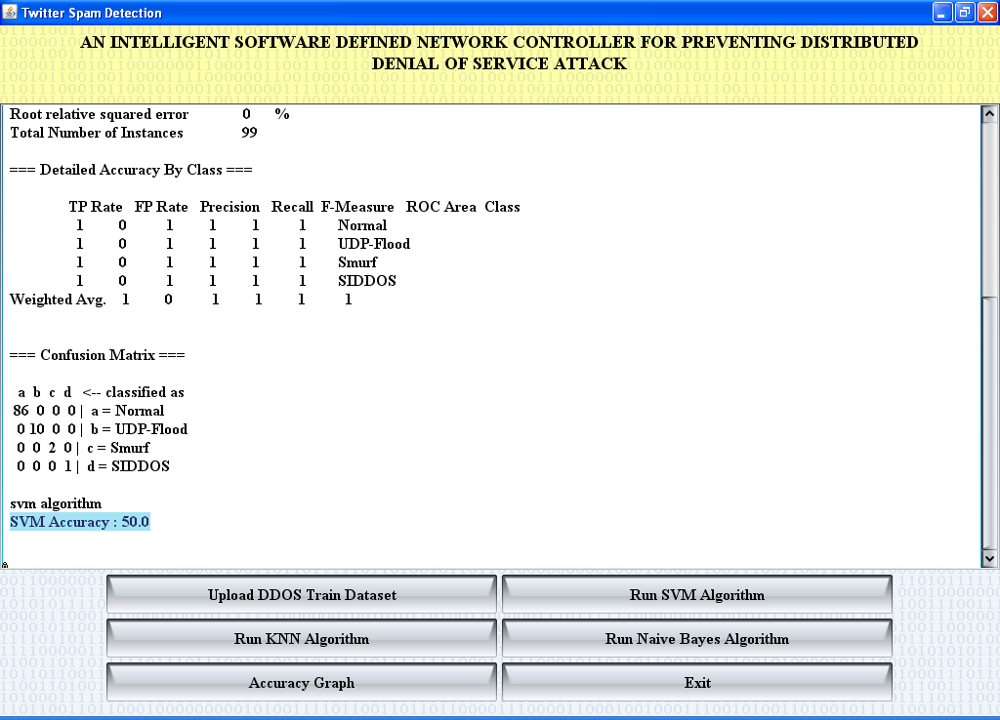 Twitter Spam Detection
AN INTELLIGENT SOFTWARE DEFINED NETWORK CONTROLLER FOR PREVENTING DISTRIBUTED
DENIAL OF SERVICE ATTACK
Root relative squared error 0 %
Total Number of Instances 99
=== Detailed Accuracy By Class ===
TP Rate FP Rate Precision Recall F-Measure ROC Area Class
1 0 1 1 1 1 Normal
1 0 1 1 1 1 UDP-Flood
1 0 1 1 1 1 Smurf
1 0 1 1 1 1 SIDDOS
Weighted Avg. 1 0 1 1 1 1
=== Confusion Matrix ===
a b c d <-- classified as
86 0 0 0 | a = Normal
0 10 0 0 | b = UDP-Flood
0 0 2 0 | c = Smurf
0 0 0 1 | d = SIDDOS
svm algorithm
SVM Accuracy : 50.0
Upload DDOS Train Dataset
Run SVM Algorithm
Run KNN Algorithm
Run Naive Bayes Algorithm
Accuracy Graph
Exit